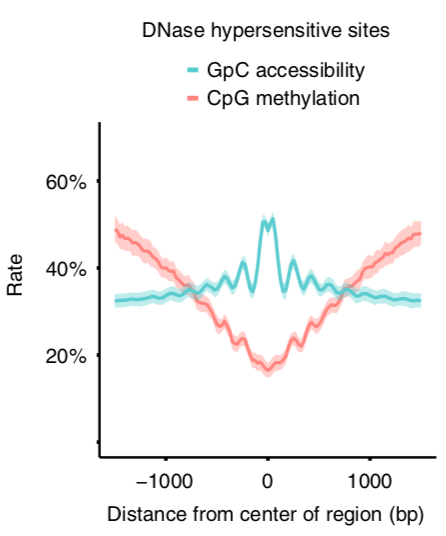 DNase hypersensitive sites
GpC accessibility
CpG methylation
60%
40%
20%
Rate
−1000 0 1000
Distance from center of region (bp)